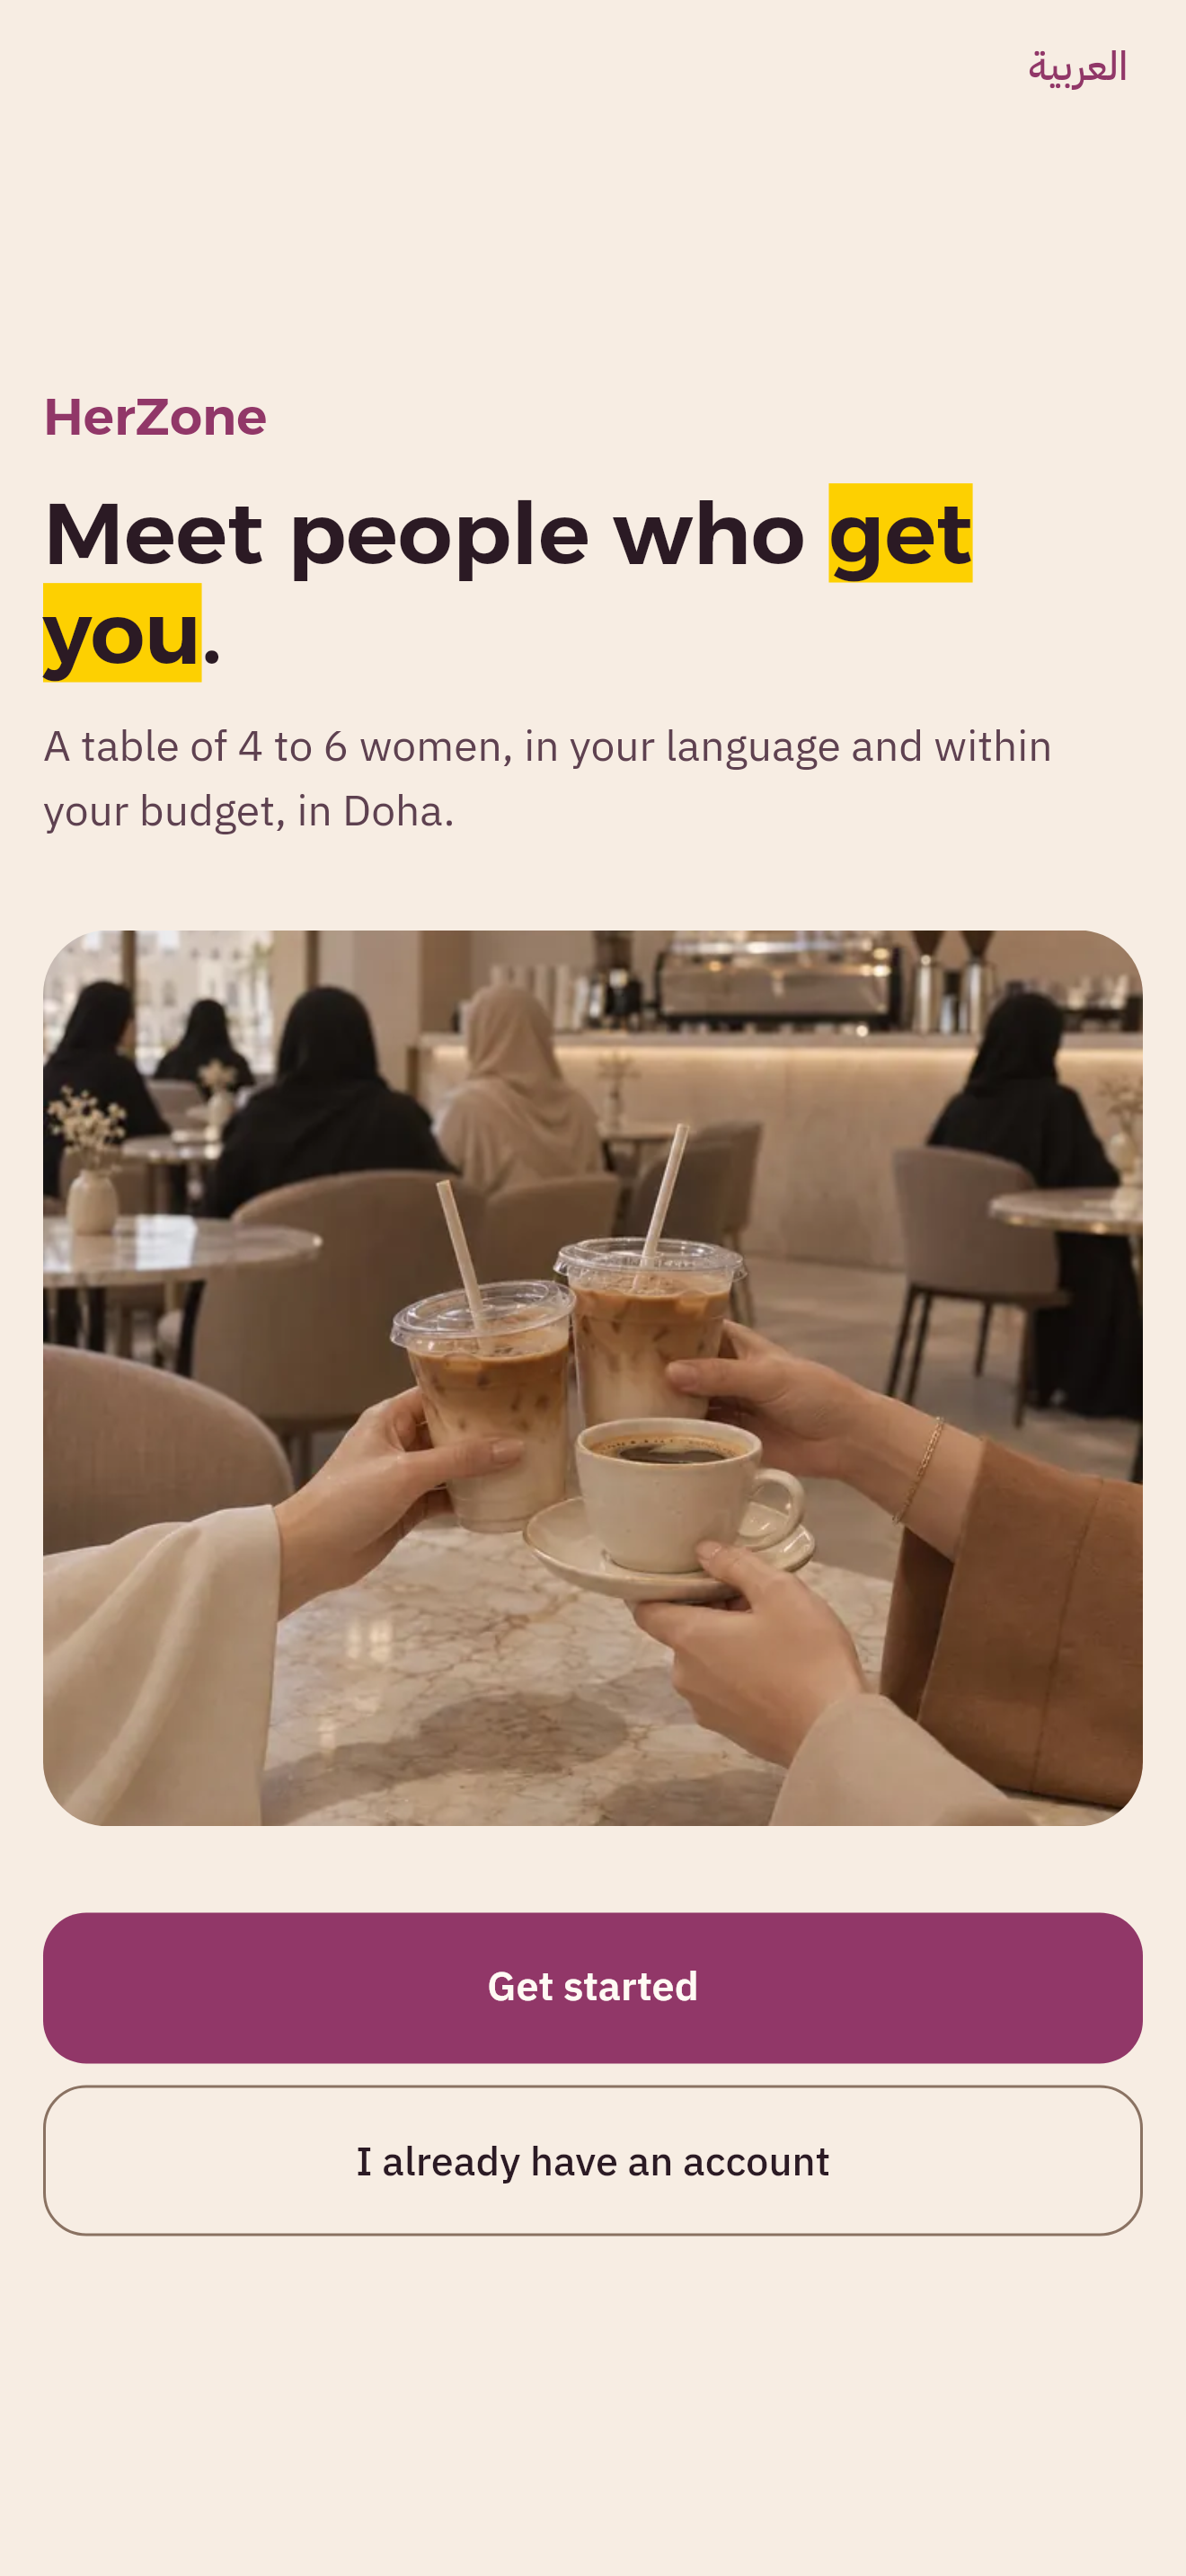 العربية
HerZone
Meet people who get
you.
A table of 4 to 6 women, in your language and within
your budget, in Doha.
Get started
I already have an account